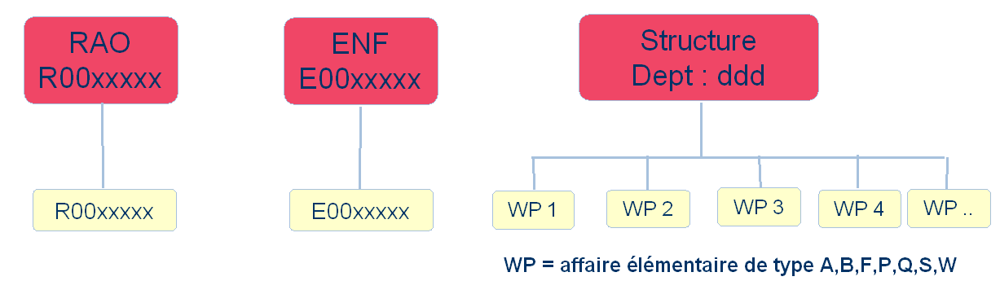 RAO
R00xxxxx
ENF
E00xxxxx
Structure
Dept : ddd
R00xxxxx
E00xxxxx
WP 1
WP 2
WP 3
WP 4
WP ..
WP = affaire élémentaire de type A,B,F,P,Q,S,W